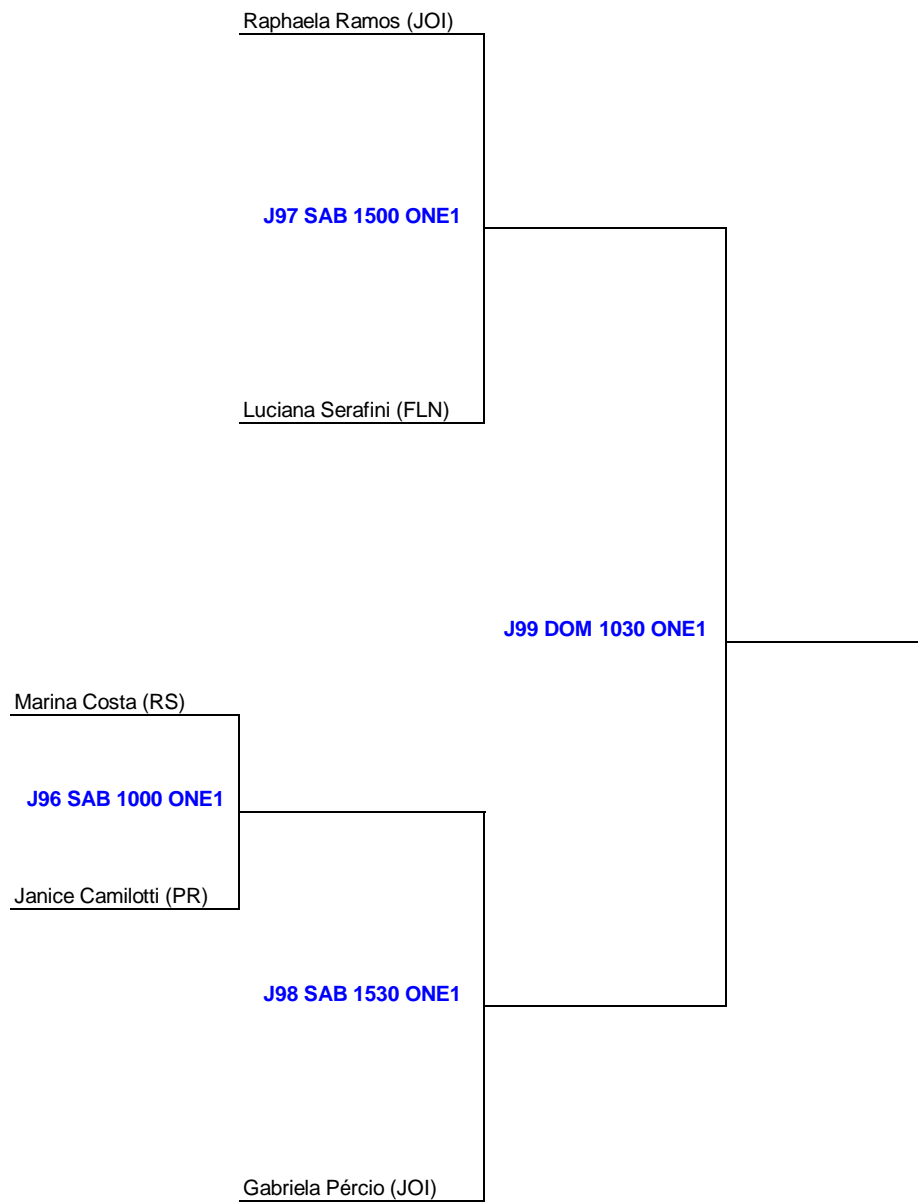 Raphaela Ramos (JOI)
J97 SAB 1500 ONE1
Luciana Serafini (FLN)
J99 DOM 1030 ONE1
Marina Costa (RS)
J96 SAB 1000 ONE1
Janice Camilotti (PR)
J98 SAB 1530 ONE1
Gabriela Pércio (JOI)